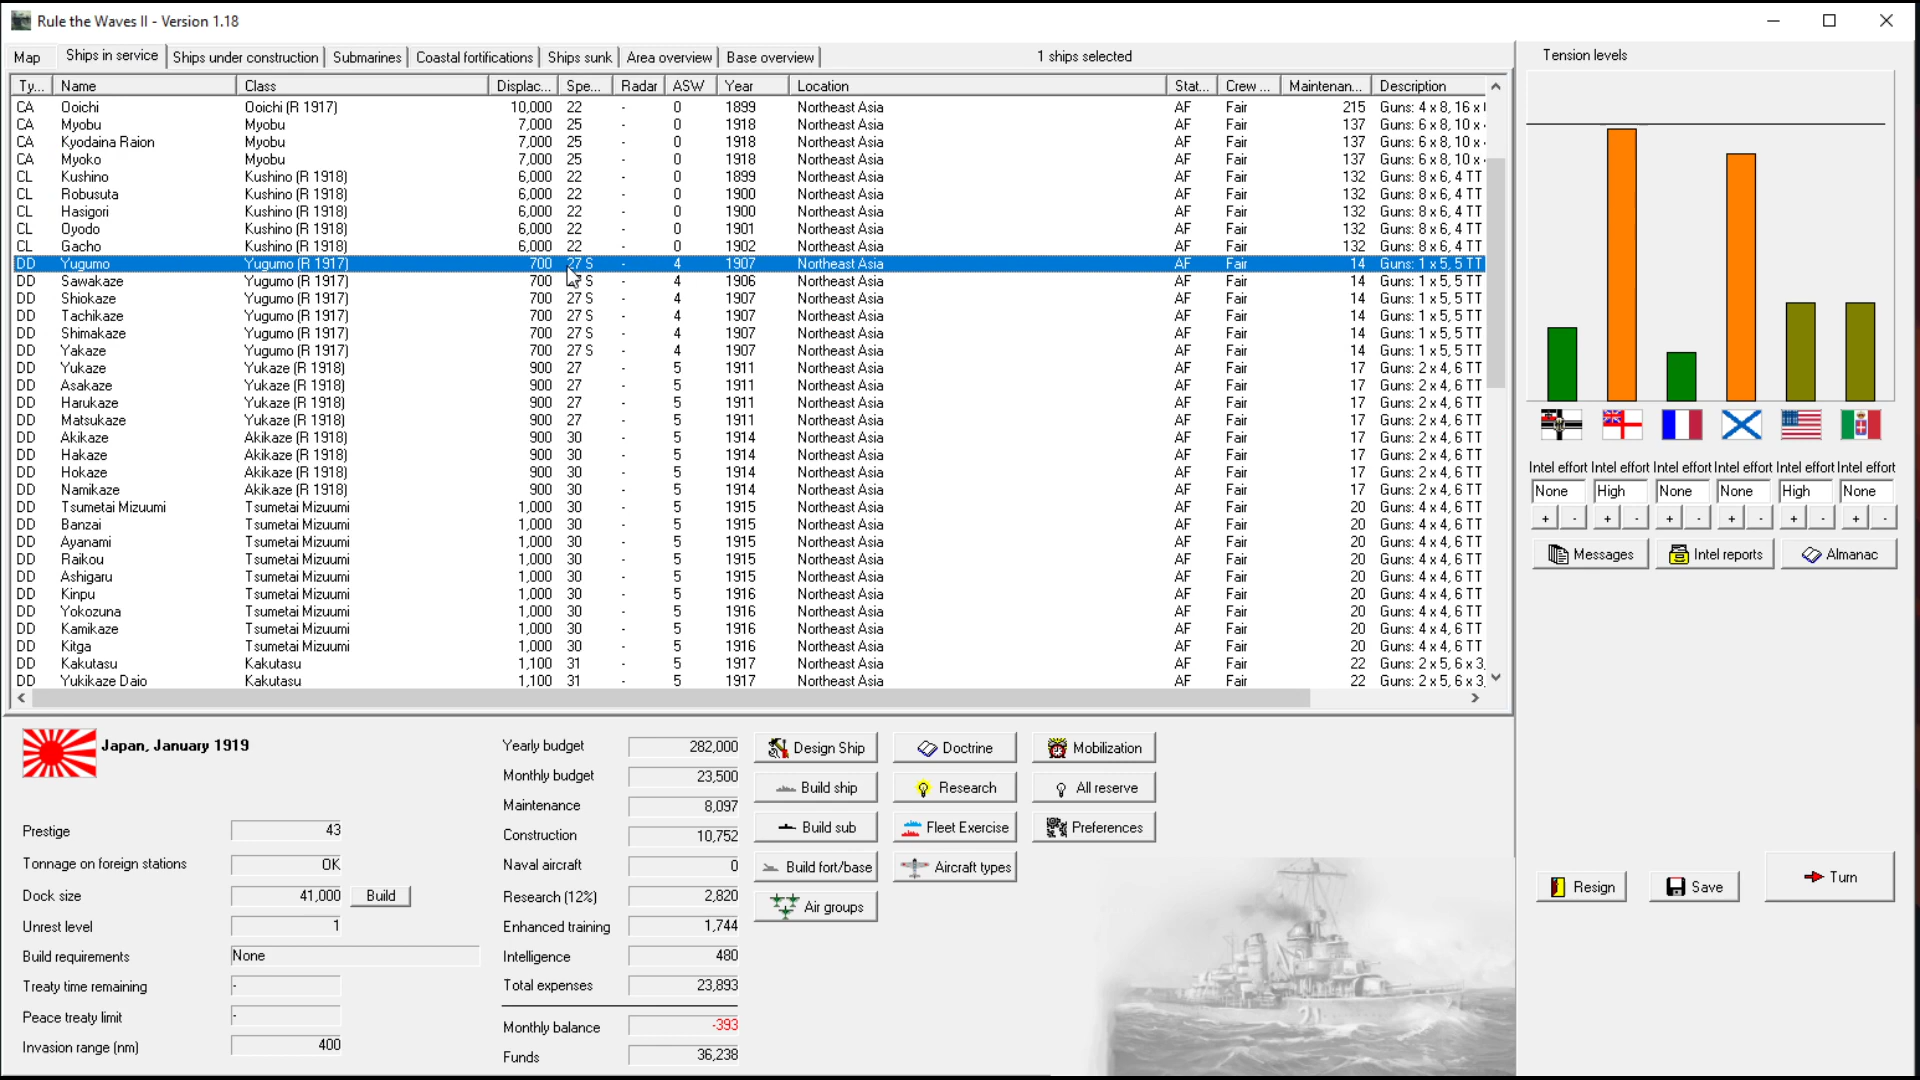 Rule the Waves II - Version 1.18
Map Ships in service Ships under construction Submarines Coastal fortifications Ships sunk Area overview Base overview 1 ships selected
Ty... Name Class Displac... Spe... Radar ASW Year Location Stat... Crew ... Maintenan... Description
CA Ooichi Ooichi (R 1917) 10,000 22 - 0 1899 Northeast Asia AF Fair 215 Guns: 4 x 8, 16 x
CA Myobu Myobu 7,000 25 - 0 1918 Northeast Asia AF Fair 137 Guns: 6 x 8, 10 x
CA Kyodaina Raion Myobu 7,000 25 - 0 1918 Northeast Asia AF Fair 137 Guns: 6 x 8, 10 x
CA Myoko Myobu 7,000 25 - 0 1918 Northeast Asia AF Fair 137 Guns: 6 x 8, 10 x
CL Kushino Kushino (R 1918) 6,000 22 - 0 1899 Northeast Asia AF Fair 132 Guns: 8 x 6, 4 TT
CL Robusuta Kushino (R 1918) 6,000 22 - 0 1900 Northeast Asia AF Fair 132 Guns: 8 x 6, 4 TT
CL Hasigori Kushino (R 1918) 6,000 22 - 0 1900 Northeast Asia AF Fair 132 Guns: 8 x 6, 4 TT
CL Oyodo Kushino (R 1918) 6,000 22 - 0 1901 Northeast Asia AF Fair 132 Guns: 8 x 6, 4 TT
CL Gacho Kushino (R 1918) 6,000 22 - 0 1902 Northeast Asia AF Fair 132 Guns: 8 x 6, 4 TT
DD Yugumo Yugumo (R 1917) 700 27 S - 4 1907 Northeast Asia AF Fair 14 Guns: 1 x 5, 5 TT
DD Sawakaze Yugumo (R 1917) 700 S - 4 1906 Northeast Asia AF Fair 14 Guns: 1 x 5, 5 TT
DD Shiokaze Yugumo (R 1917) 700 27 S - 4 1907 Northeast Asia AF Fair 14 Guns: 1 x 5, 5 TT
DD Tachikaze Yugumo (R 1917) 700 27 S - 4 1907 Northeast Asia AF Fair 14 Guns: 1 x 5, 5 TT
DD Shimakaze Yugumo (R 1917) 700 27 S - 4 1907 Northeast Asia AF Fair 14 Guns: 1 x 5, 5 TT
DD Yakaze Yugumo (R 1917) 700 27 S - 4 1907 Northeast Asia AF Fair 14 Guns: 1 x 5, 5 TT
DD Yukaze Yukaze (R 1918) 900 27 - 5 1911 Northeast Asia AF Fair 17 Guns: 2 x 4, 6 TT
DD Asakaze Yukaze (R 1918) 900 27 - 5 1911 Northeast Asia AF Fair 17 Guns: 2 x 4, 6 TT
DD Harukaze Yukaze (R 1918) 900 27 - 5 1911 Northeast Asia AF Fair 17 Guns: 2 x 4, 6 TT
DD Matsukaze Yukaze (R 1918) 900 27 - 5 1911 Northeast Asia AF Fair 17 Guns: 2 x 4, 6 TT
DD Akikaze Akikaze (R 1918) 900 30 - 5 1914 Northeast Asia AF Fair 17 Guns: 2 x 4, 6 TT
DD Hakaze Akikaze (R 1918) 900 30 - 5 1914 Northeast Asia AF Fair 17 Guns: 2 x 4, 6 TT
DD Hokaze Akikaze (R 1918) 900 30 - 5 1914 Northeast Asia AF Fair 17 Guns: 2 x 4, 6 TT
DD Namikaze Akikaze (R 1918) 900 30 - 5 1914 Northeast Asia AF Fair 17 Guns: 2 x 4, 6 TT
DD Tsumetai Mizuumi Tsumetai Mizuumi 1,000 30 - 5 1915 Northeast Asia AF Fair 20 Guns: 4 x 4, 6 TT
DD Banzai Tsumetai Mizuumi 1,000 30 - 5 1915 Northeast Asia AF Fair 20 Guns: 4 x 4, 6 TT
DD Ayanami Tsumetai Mizuumi 1,000 30 - 5 1915 Northeast Asia AF Fair 20 Guns: 4 x 4, 6 TT
DD Raikou Tsumetai Mizuumi 1,000 30 - 5 1915 Northeast Asia AF Fair 20 Guns: 4 x 4, 6 TT
DD Ashigaru Tsumetai Mizuumi 1,000 30 - 5 1915 Northeast Asia AF Fair 20 Guns: 4 x 4, 6 TT
DD Kinpu Tsumetai Mizuumi 1,000 30 - 5 1916 Northeast Asia AF Fair 20 Guns: 4 x 4, 6 TT
DD Yokozuna Tsumetai Mizuumi 1,000 30 - 5 1916 Northeast Asia AF Fair 20 Guns: 4 x 4, 6 TT
DD Kamikaze Tsumetai Mizuumi 1,000 30 - 5 1916 Northeast Asia AF Fair 20 Guns: 4 x 4, 6 TT
DD Kitga Tsumetai Mizuumi 1,000 30 - 5 1916 Northeast Asia AF Fair 20 Guns: 4 x 4, 6 TT
DD Kakutasu Kakutasu 1,100 31 - 5 1917 Northeast Asia AF Fair 22 Guns: 2 x 5, 6 x 3,
DD Yukikaze Daio Kakutasu 1,100 31 - 5 1917 Northeast Asia AF Fair 22 Guns: 2 x 5, 6 x 3,
Tension levels
Intel effort Intel effort Intel effort Intel effort Intel effort Intel effort
None High None None High None
+ - + - + - + - + - + -
Messages Intel reports Almanac
Japan, January 1919
Prestige 43
Tonnage on foreign stations OK
Dock size 41,000 Build
Unrest level 1
Build requirements None
Treaty time remaining -
Peace treaty limit -
Invasion range (nm) 400
Yearly budget 282,000
Monthly budget 23,500
Maintenance 8,097
Construction 10,752
Naval aircraft 0
Research (12%) 2,820
Enhanced training 1,744
Intelligence 480
Total expenses 23,893
Monthly balance -393
Funds 36,238
Design Ship Doctrine Mobilization
Build ship Research All reserve
Build sub Fleet Exercise Preferences
Build fort/base Aircraft types
Air groups
Resign Save Turn